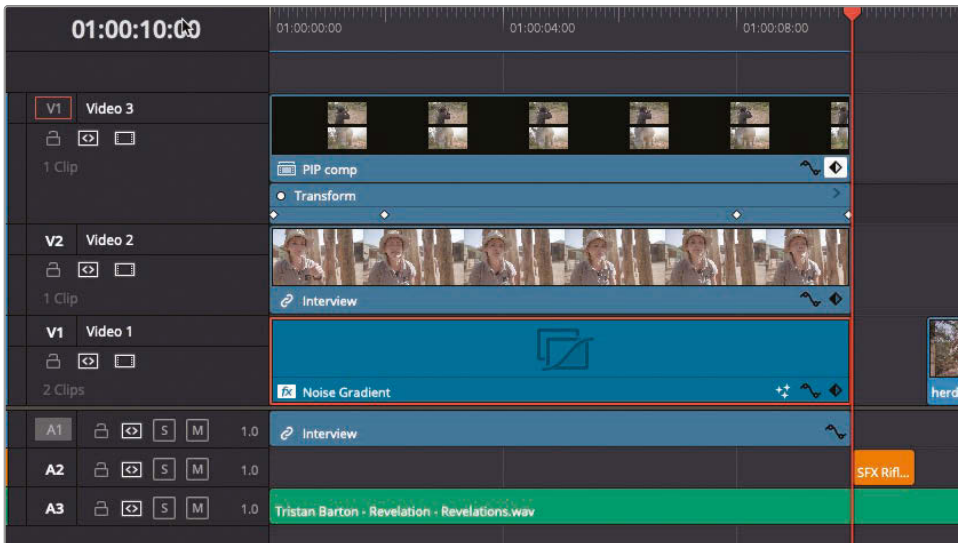 01:00:10:00
01:00:00:00
01:00:04:00
01:00:08:00
V1 Video 3
1 Clip
PIP comp
Transform
V2 Video 2
1 Clip
Interview
V1 Video 1
2 Clips
fx Noise Gradient
herd
A1 S M 1.0
Interview
A2 S M 1.0
SFX Rifl...
A3 S M 1.0
Tristan Barton - Revelation - Revelations.wav